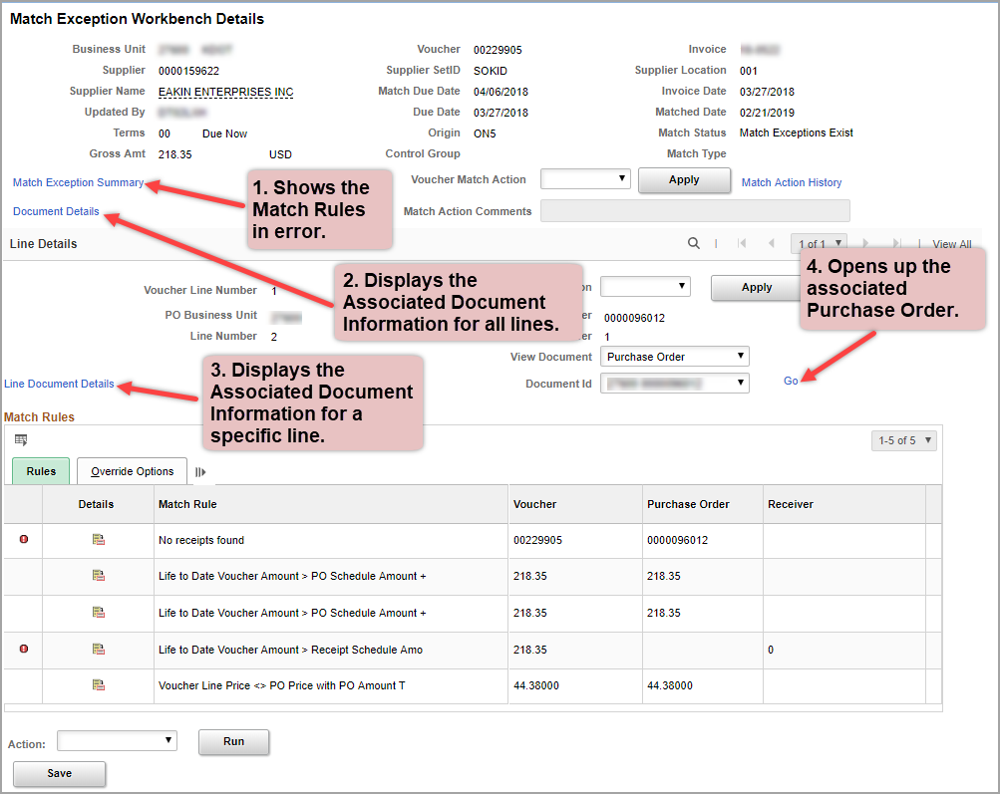 Match Exception Workbench Details
Business Unit Voucher 00229905 Invoice
Supplier 0000159622 Supplier SetID SOKID Supplier Location 001
Supplier Name EAKIN ENTERPRISES INC Match Due Date 04/06/2018 Invoice Date 03/27/2018
Updated By Due Date 03/27/2018 Matched Date 02/21/2019
Terms 00 Due Now Origin ON5 Match Status Match Exceptions Exist
Gross Amt 218.35 USD Control Group Match Type
Match Exception Summary
1. Shows the
Match Rules
in error.
Voucher Match Action Apply Match Action History
Document Details
Match Action Comments
Line Details 1 of 1 View All
2. Displays the
Associated Document
Information for all lines.
4. Opens up the
associated
Purchase Order.
Voucher Line Number 1 Apply
PO Business Unit 0000096012
Line Number 2 1
View Document Purchase Order
Line Document Details
3. Displays the
Associated Document
Information for a
specific line.
Document Id Go
Match Rules
1-5 of 5
Rules Override Options
Details Match Rule Voucher Purchase Order Receiver
No receipts found 00229905 0000096012
Life to Date Voucher Amount > PO Schedule Amount + 218.35 218.35
Life to Date Voucher Amount > PO Schedule Amount + 218.35 218.35
Life to Date Voucher Amount > Receipt Schedule Amo 218.35 0
Voucher Line Price <> PO Price with PO Amount T 44.38000 44.38000
Action: Run
Save